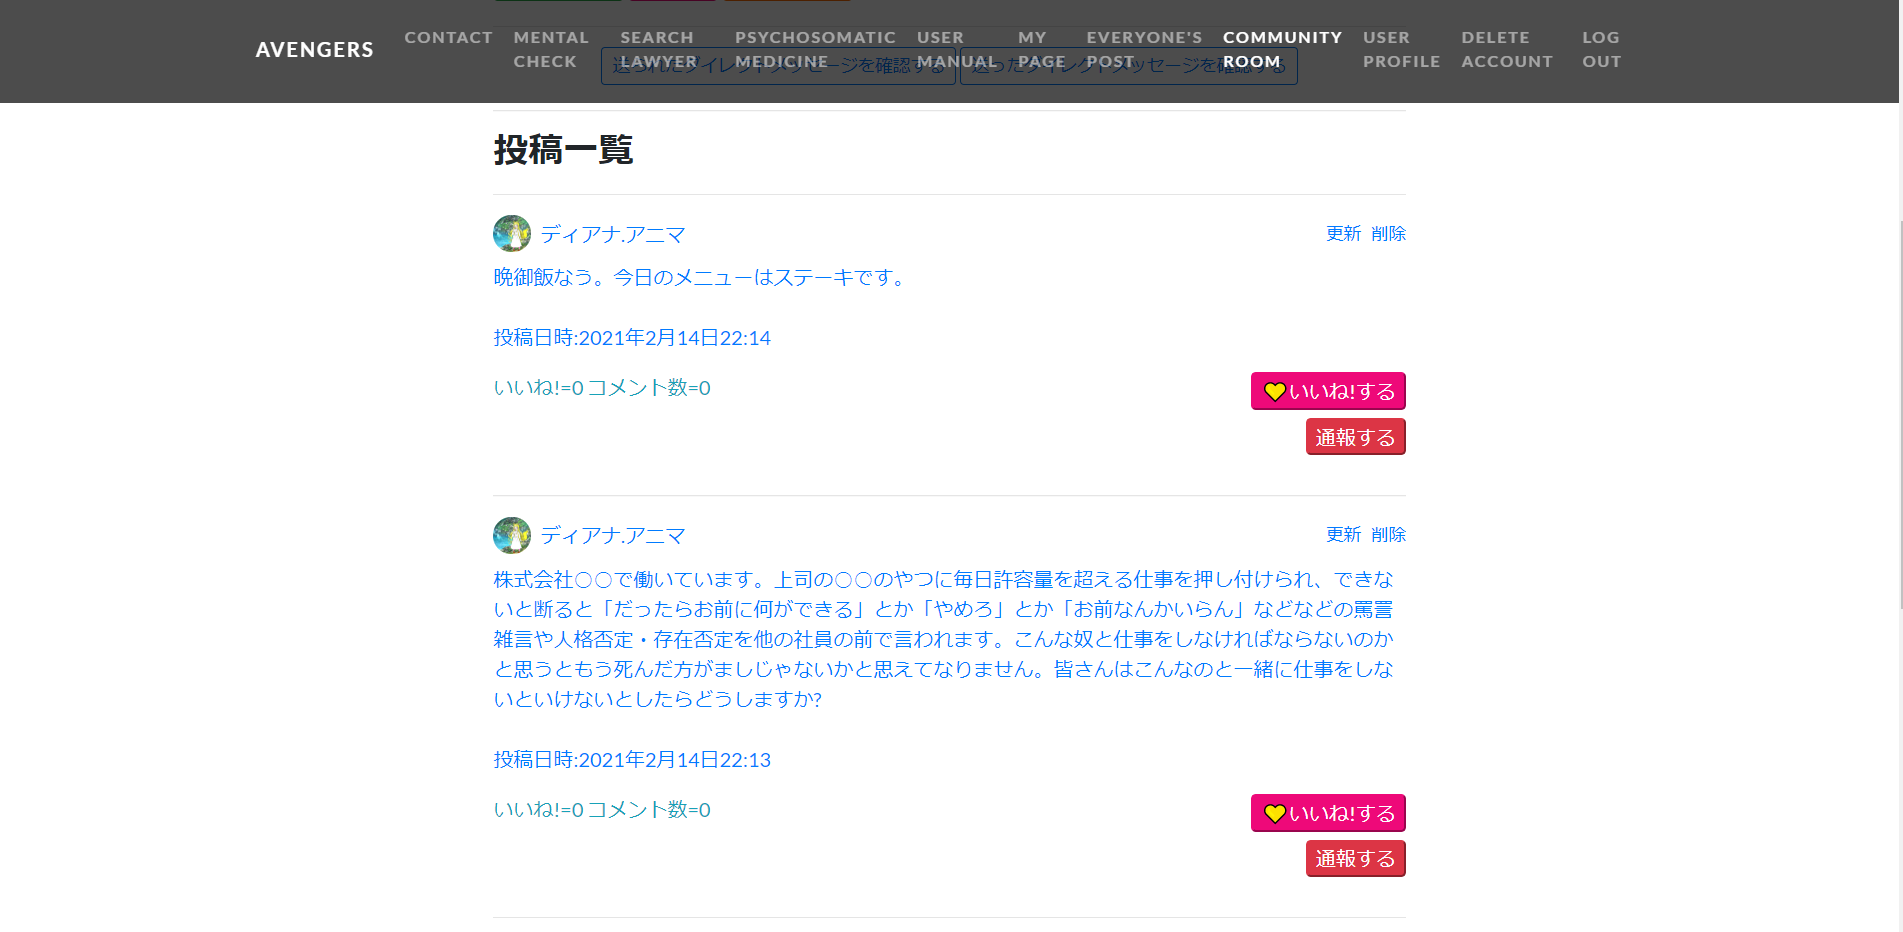 AVENGERS
CONTACT
MENTAL CHECK
SEARCH LAWYER
PSYCHOSOMATIC MEDICINE
USER MANUAL
MY PAGE
EVERYONE'S POST
COMMUNITY ROOM
USER PROFILE
DELETE ACCOUNT
LOG OUT
送られたダイレクトメッセージを確認する
送ったダイレクトメッセージを確認する
投稿一覧
ディアナ.アニマ
更新 削除
晩御飯なう。今日のメニューはステーキです。
投稿日時:2021年2月14日22:14
いいね!=0 コメント数=0
いいね!する
通報する
ディアナ.アニマ
更新 削除
株式会社〇〇で働いています。上司の〇〇のやつに毎日許容量を超える仕事を押し付けられ、できな
いと断ると「だったらお前に何ができる」とか「やめろ」とか「お前なんかいらん」などなどの罵詈
雑言や人格否定・存在否定を他の社員の前で言われます。こんな奴と仕事をしなければならないのか
と思うともう死んだ方がましじゃないかと思えてなりません。皆さんはこんなのと一緒に仕事をしな
いといけないとしたらどうしますか?
投稿日時:2021年2月14日22:13
いいね!=0 コメント数=0
いいね!する
通報する